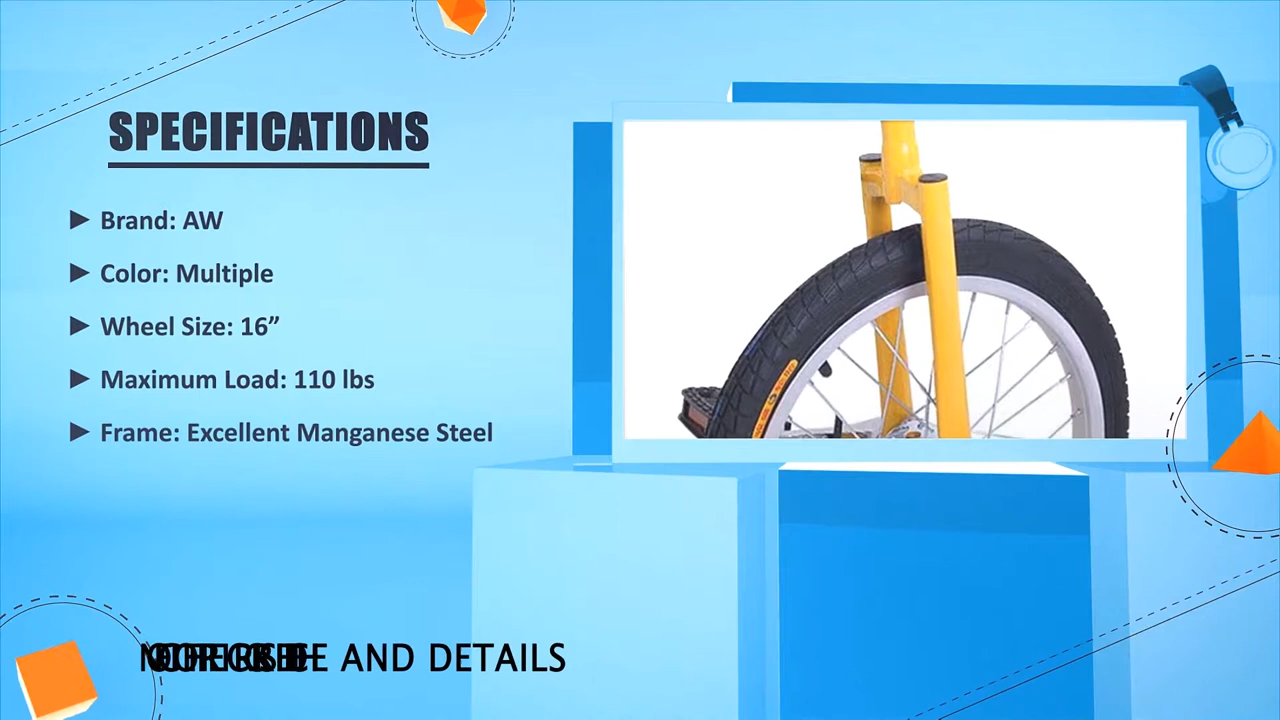 SPECIFICATIONS
▶ Brand: AW
▶ Color: Multiple
▶ Wheel Size: 16”
▶ Maximum Load: 110 lbs
▶ Frame: Excellent Manganese Steel
AND DETAILS